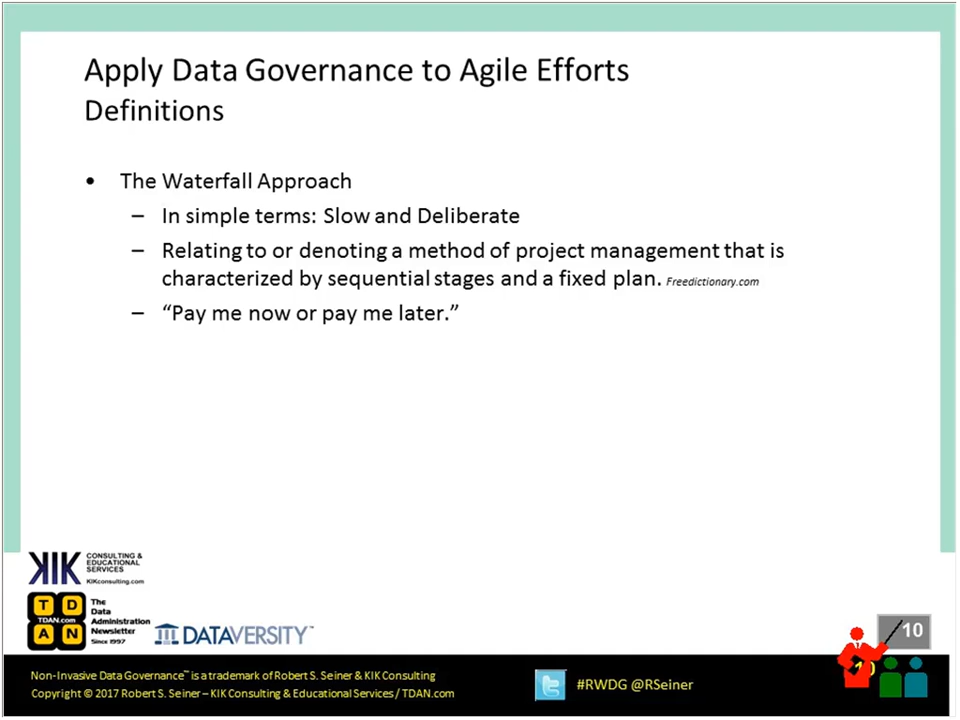 Apply Data Governance to Agile Efforts
Definitions
• The Waterfall Approach
– In simple terms: Slow and Deliberate
– Relating to or denoting a method of project management that is
characterized by sequential stages and a fixed plan. Freedictionary.com
– “Pay me now or pay me later.”
KIK CONSULTING &
EDUCATIONAL
SERVICES
KIKconsulting.com
T D
TDAN.com
A N
The
Data
Administration
Newsletter
Since 1997
DATAVERSITY™
10
10
Non-Invasive Data Governance™ is a trademark of Robert S. Seiner & KIK Consulting
Copyright © 2017 Robert S. Seiner – KIK Consulting & Educational Services / TDAN.com
#RWDG @RSeiner